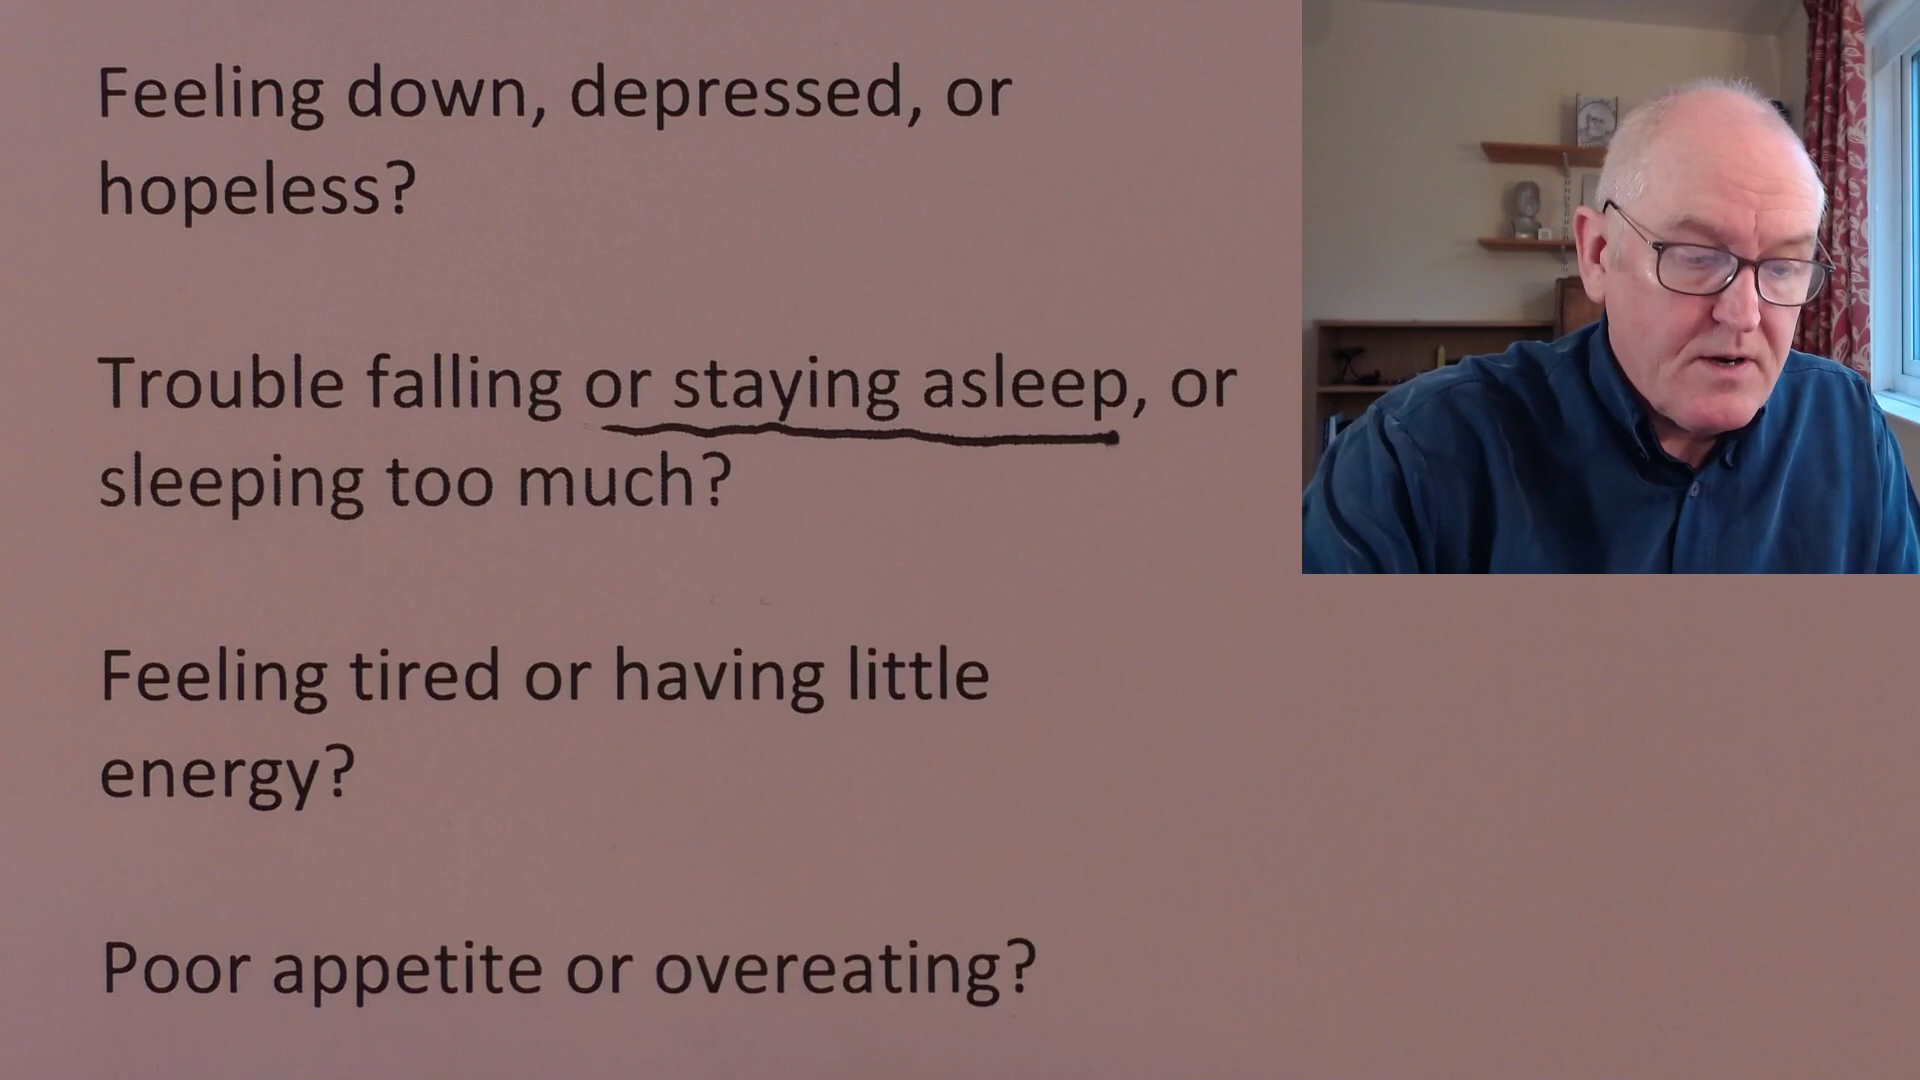 Feeling down, depressed, or
hopeless?
Trouble falling or staying asleep, or
sleeping too much?
Feeling tired or having little
energy?
Poor appetite or overeating?